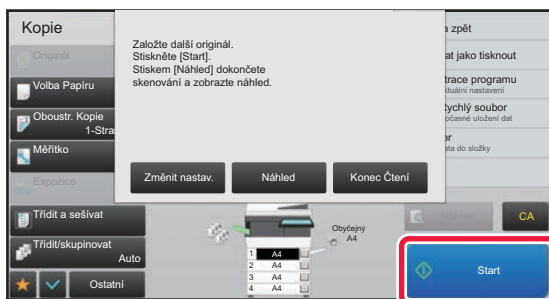 Kopie
Originál
Volba Papíru
Oboustr. Kopie
1-Stra
Měřítko
Expozice
Třídit a sešívat
Třídit/skupinovat
Auto
Ostatní
Založte další originál.
Stiskněte [Start].
Stiskem [Náhled] dokončete
skenování a zobrazte náhled.
Změnit nastav.
Náhled
Konec Čtení
Obyčejný
A4
1 A4
2 A4
3 A4
4 A4
a zpět
at jako tisknout
trace programu
ktuální nastavení
Rychlý soubor
očasné uložení dat
or
ata do složky
CA
Start